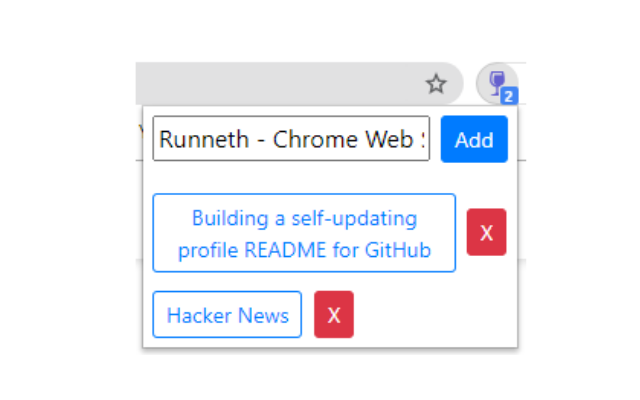 2
Runneth - Chrome Web
Add
Building a self-updating
profile README for GitHub
X
Hacker News
X